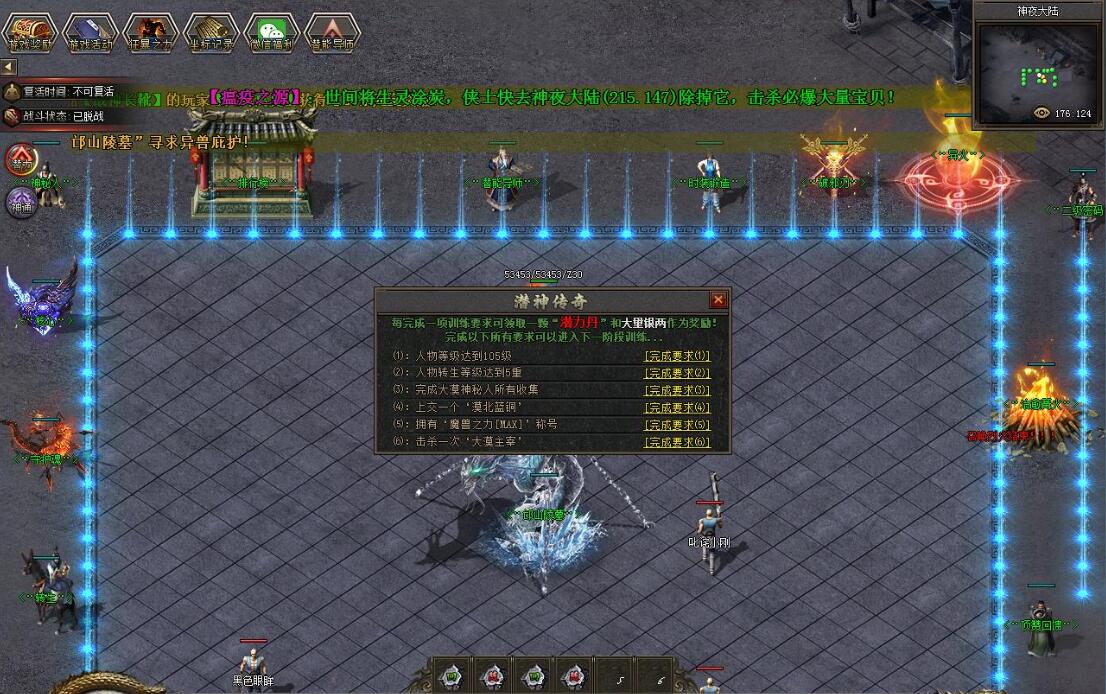 游戏奖励 游戏活动 狂暴之力 坐标记录 微信福利 潜能导师
神夜大陆
复活时间：不可复活
【瘟疫之源】
世间将生灵涂炭，侠士快去神夜大陆(215.147)除掉它，击杀必爆大量宝贝！
的玩家
战斗状态：已脱战
176:124
邙山陵墓”寻求异兽庇护！
<排行榜>
<潜能导师>
<异火>
神通
53453/53453/Z30
潜神传奇
每完成一项训练要求可领取一颗“潜力丹”和大量银两作为奖励！
完成以下所有要求可以进入下一阶段训练...
(1)：人物等级达到105级 [完成要求(1)]
(2)：人物转生等级达到5重 [完成要求(2)]
(3)：完成大漠神秘人所有收集 [完成要求(3)]
(4)：上交一个‘漠北蓝铜’ [完成要求(4)]
(5)：拥有‘魔兽之力[MAX]’称号 [完成要求(5)]
(6)：击杀一次‘大漠主宰’ [完成要求(6)]
<邙山陵墓>
<转生>
黑色眼眸
5 6